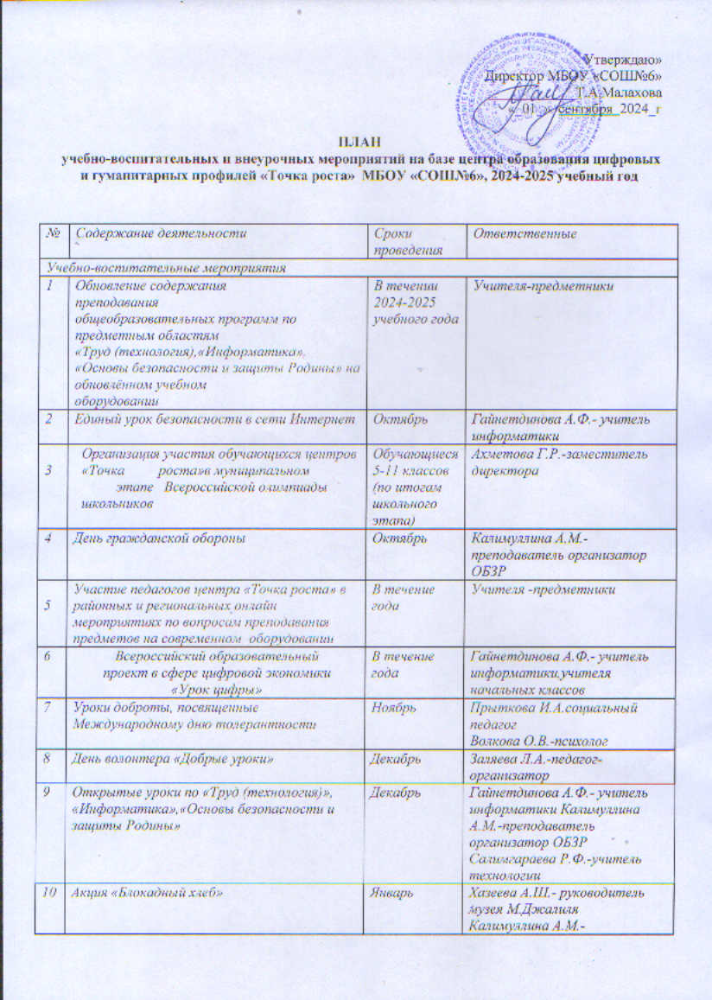 Утверждаю»
Директор МБОУ «СОШ№6»
Т.А.Малахова
«_01_» сентября_2024_г
ПЛАН
учебно-воспитательных и внеурочных мероприятий на базе центра образования цифровых
и гуманитарных профилей «Точка роста» МБОУ «СОШ№6», 2024-2025 учебный год
№ Содержание деятельности Сроки проведения Ответственные
Учебно-воспитательные мероприятия
1 Обновление содержания В течении Учителя-предметники
преподавания 2024-2025
общеобразовательных программ по учебного года
предметным областям
«Труд (технология),«Информатика»,
«Основы безопасности и защиты Родины» на
обновлённом учебном
оборудовании
2 Единый урок безопасности в сети Интернет Октябрь Гайнетдинова А.Ф.- учитель
информатики
Организация участия обучающихся центров Обучающиеся Ахметова Г.Р.-заместитель
3 «Точка роста»в муниципальном 5-11 классов директора
этапе Всероссийской олимпиады (по итогам
школьников школьного
этапа)
4 День гражданской обороны Октябрь Калимуллина А.М.-
преподаватель организатор
ОБЗР
Участие педагогов центра «Точка роста» в В течение Учителя -предметники
5 районных и региональных онлайн года
мероприятиях по вопросам преподавания
предметов на современном оборудовании
6 Всероссийский образовательный В течение Гайнетдинова А.Ф.- учитель
проект в сфере цифровой экономики года информатики,учителя
«Урок цифры» начальных классов
7 Уроки доброты, посвященные Ноябрь Прыткова И.А.социальный
Международному дню толерантности педагог
Волкова О.В.-психолог
8 День волонтера «Добрые уроки» Декабрь Заляева Л.А.-педагог-
организатор
9 Открытые уроки по «Труд (технология)», Декабрь Гайнетдинова А.Ф.- учитель
«Информатика»,«Основы безопасности и информатики Калимуллина
защиты Родины» А.М.-преподаватель
организатор ОБЗР
Салимгараева Р.Ф.-учитель
технологии
10 Акция «Блокадный хлеб» Январь Хазеева А.Ш.- руководитель
музея М.Джалиля
Калимуллина А.М.-